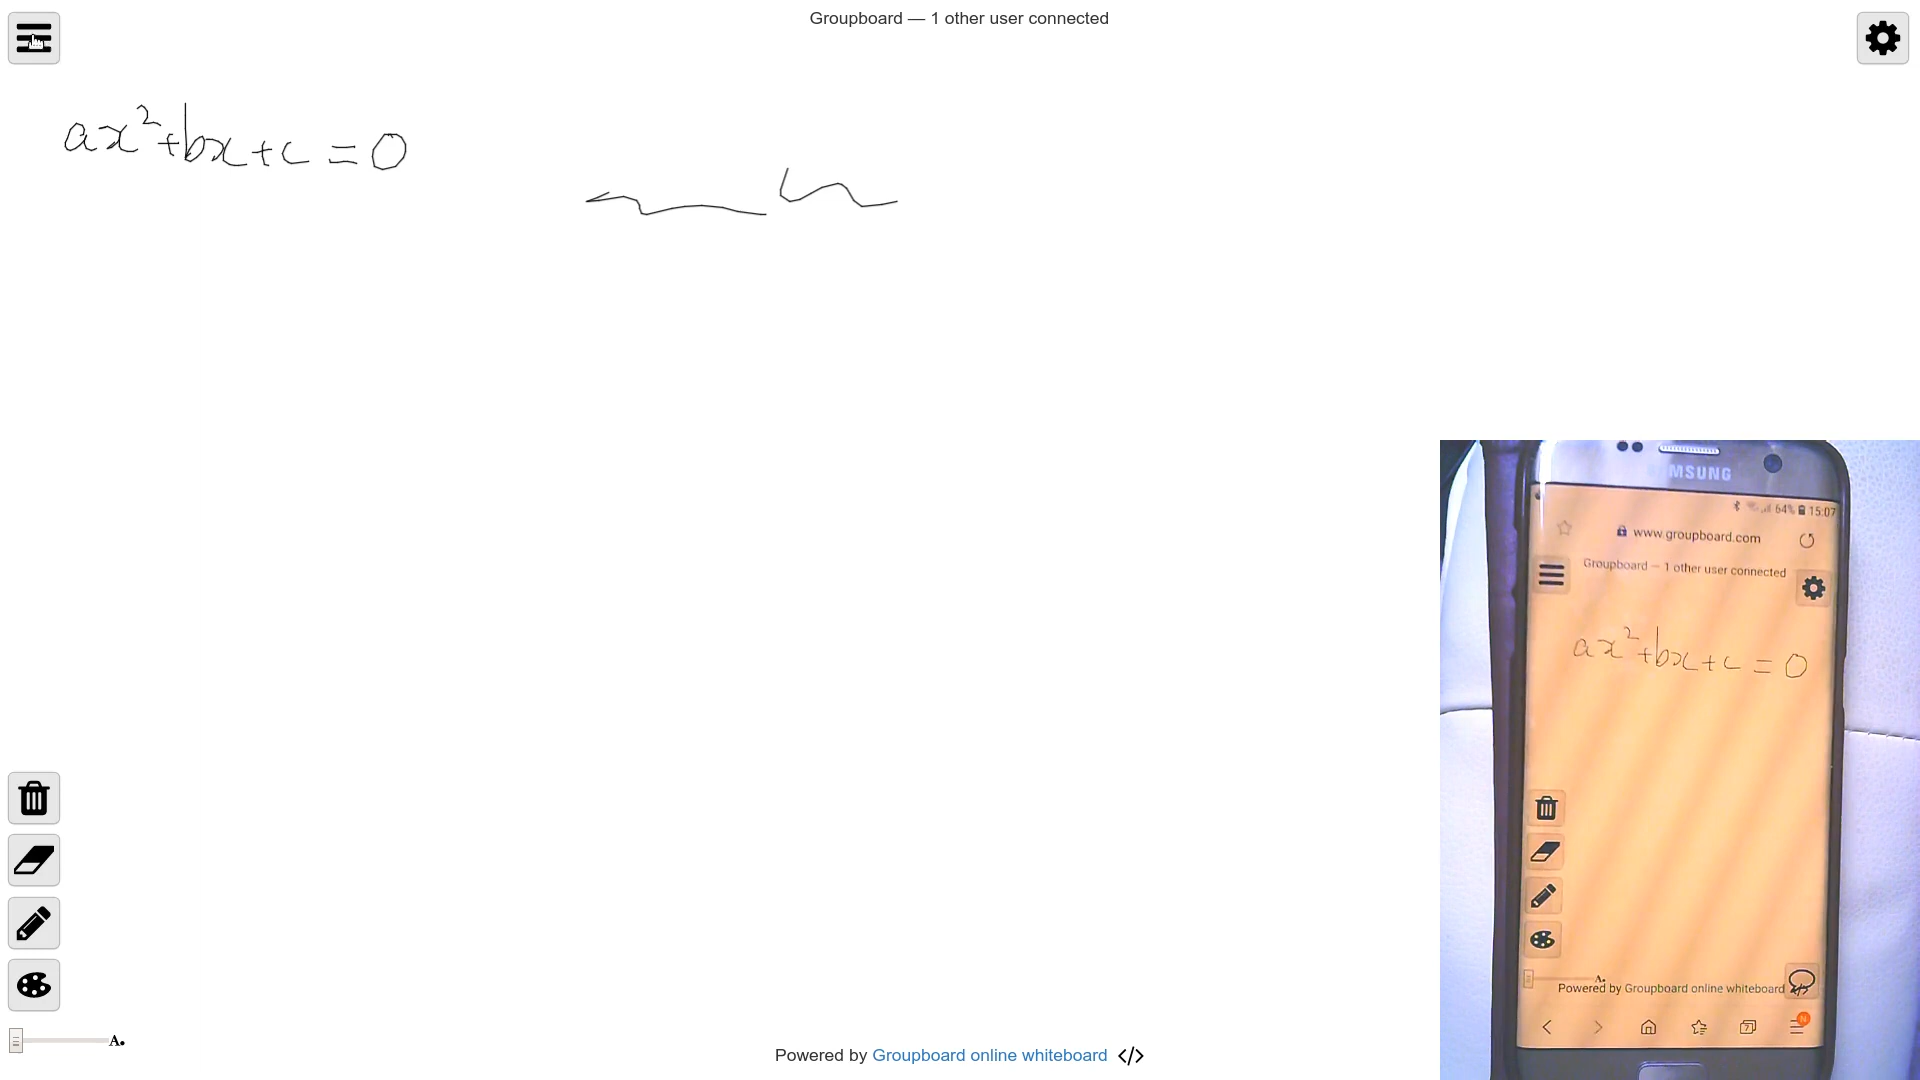 Groupboard — 1 other user connected
ax²+bx+c = 0
A.
Powered by Groupboard online whiteboard </>
MSUNG
64% 15:07
www.groupboard.com
Groupboard — 1 other user connected
ax²+bx+c = 0
A.
Powered by Groupboard online whiteboard
7
N